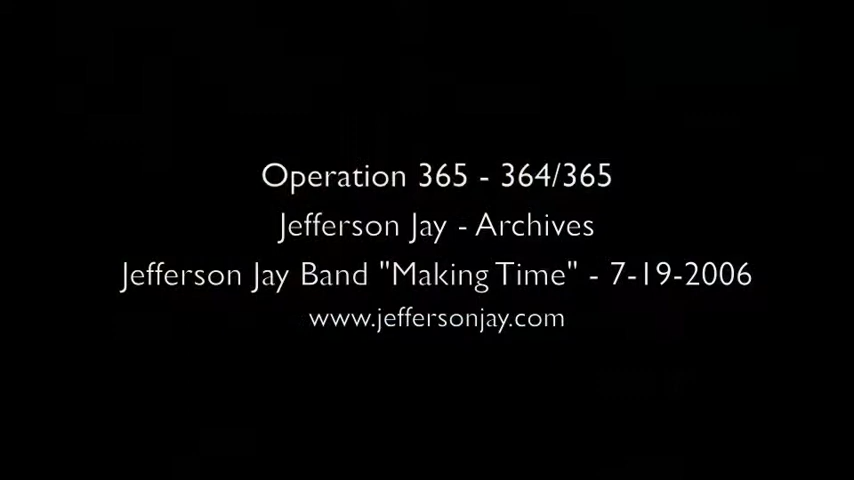 Operation 365 - 364/365
Jefferson Jay - Archives
Jefferson Jay Band "Making Time" - 7-19-2006
www.jeffersonjay.com